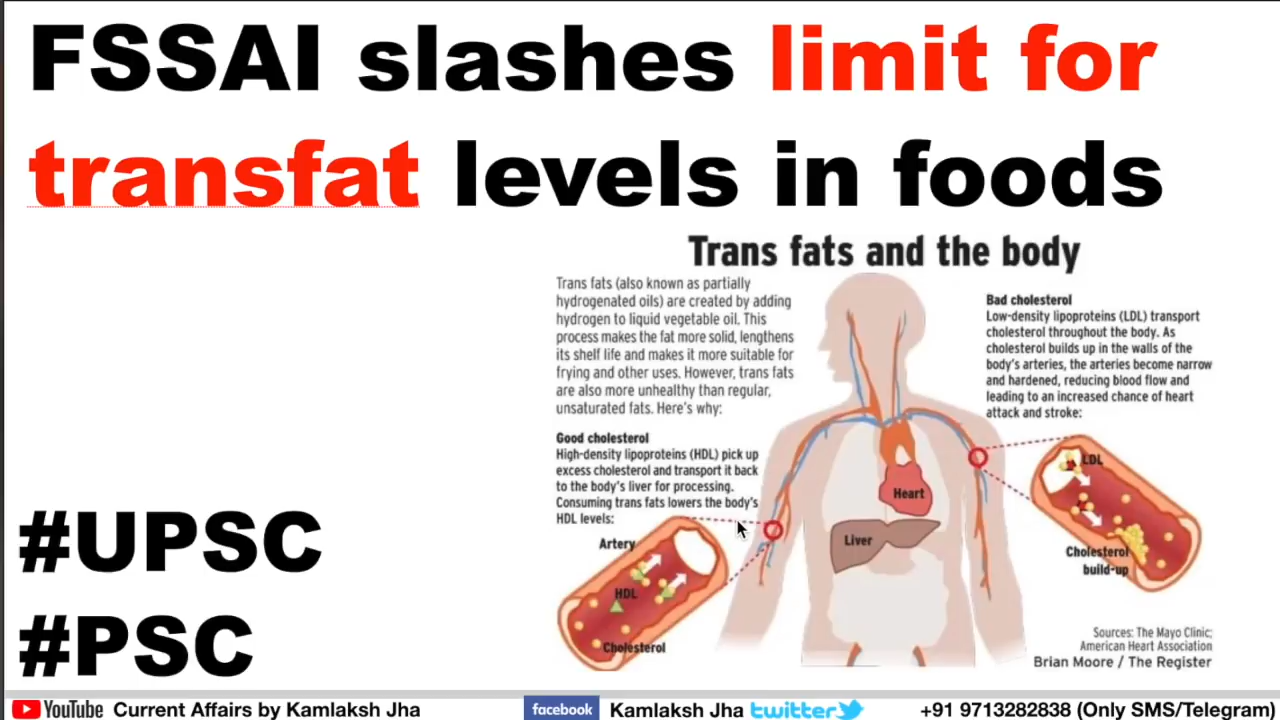 FSSAI slashes limit for
transfat levels in foods
Trans fats and the body
Trans fats (also known as partially
hydrogenated oils) are created by adding
hydrogen to liquid vegetable oil. This
process makes the fat more solid, lengthens
its shelf life and makes it more suitable for
frying and other uses. However, trans fats
are also more unhealthy than regular,
unsaturated fats. Here's why:
Good cholesterol
High-density lipoproteins (HDL) pick up
excess cholesterol and transport it back
to the body's liver for processing.
Consuming trans fats lowers the body's
HDL levels:
Artery
HDL
Cholesterol
Heart
Liver
Bad cholesterol
Low-density lipoproteins (LDL) transport
cholesterol throughout the body. As
cholesterol builds up in the walls of the
body's arteries, the arteries become narrow
and hardened, reducing blood flow and
leading to an increased chance of heart
attack and stroke:
LDL
Cholesterol
build-up
Sources: The Mayo Clinic;
American Heart Association
Brian Moore / The Register
#UPSC
#PSC
YouTube Current Affairs by Kamlaksh Jha facebook Kamlaksh Jha twitter +91 9713282838 (Only SMS/Telegram)